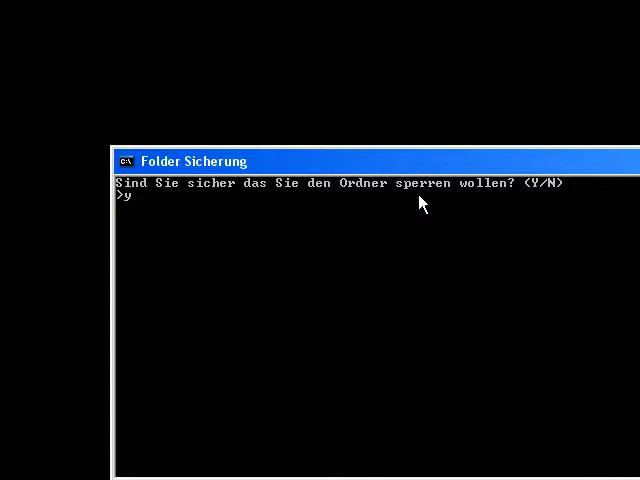 C:\
Folder Sicherung
Sind Sie sicher das Sie den Ordner sperren wollen? (Y/N)
>y